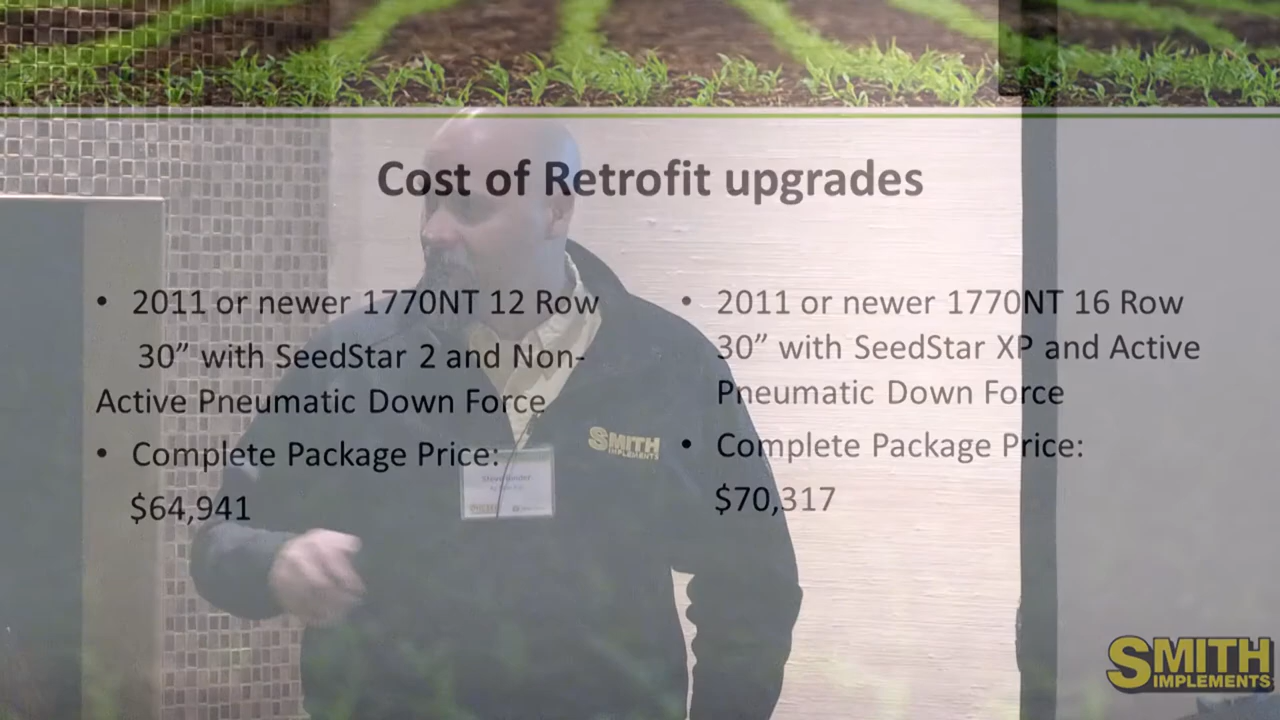 Cost of Retrofit upgrades
• 2011 or newer 1770NT 12 Row
30” with SeedStar 2 and Non-
Active Pneumatic Down Force
• Complete Package Price:
$64,941
• 2011 or newer 1770NT 16 Row
30” with SeedStar XP and Active
Pneumatic Down Force
• Complete Package Price:
$70,317
SMITH
IMPLEMENTS
SMITH
IMPLEMENTS